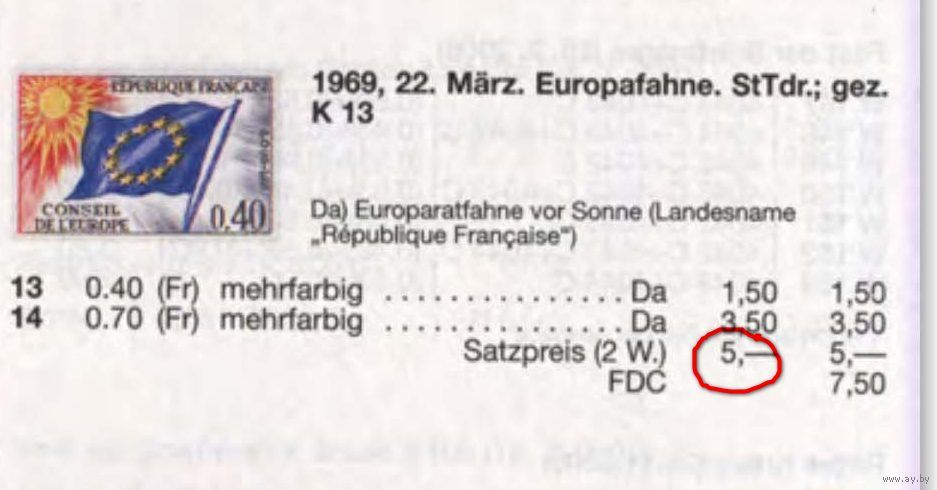 1969, 22. März. Europafahne. StTdr.; gez.
K 13
RÉPUBLIQUE FRANÇAISE
CONSEIL
DE L'EUROPE
0,40
Da) Europaratfahne vor Sonne (Landesname
„République Française")
13 0.40 (Fr) mehrfarbig ................ Da 1,50 1,50
14 0.70 (Fr) mehrfarbig ................ Da 3,50 3,50
Satzpreis (2 W.) 5,— 5,—
FDC 7,50
www.ay.by